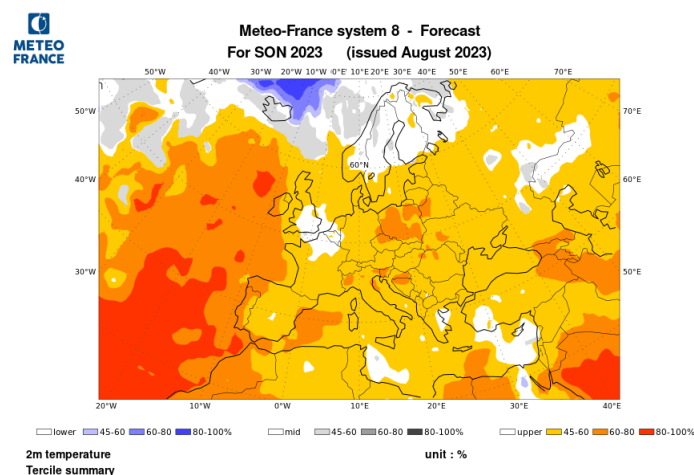 METEO
FRANCE
Meteo-France system 8 - Forecast
For SON 2023 (issued August 2023)
50°W 40°W 30°W 20°W 10°W 0°E 10°E 20°E 30°E 40°E 50°E 60°E 70°E
50°W 70°E
60°N
40°W 60°E
30°W 50°E
20°W 10°W 0°W 10°E 20°E 30°E 40°E
lower 45-60 60-80 80-100% mid 45-60 60-80 80-100% upper 45-60 60-80 80-100%
2m temperature unit : %
Tercile summary